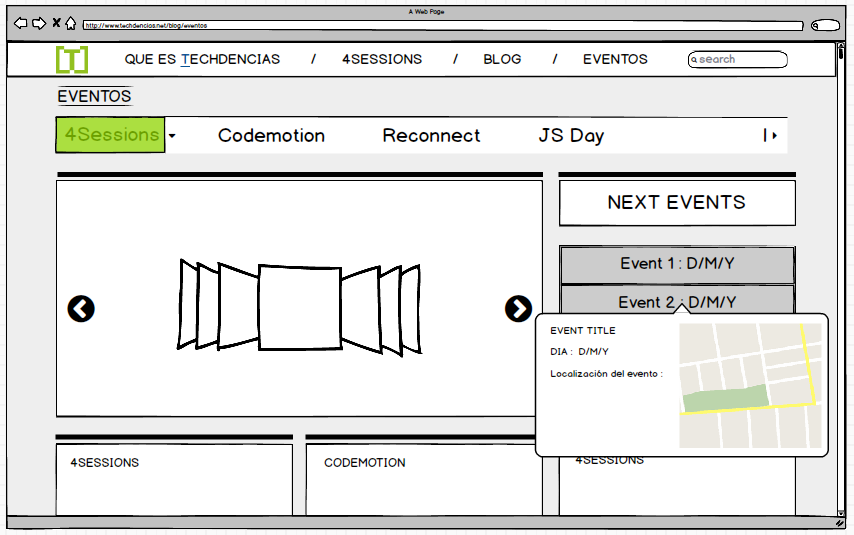 A Web Page
http://www.techdencias.net/blog/eventos
[T] QUE ES TECHDENCIAS / 4SESSIONS / BLOG / EVENTOS search
EVENTOS
4Sessions Codemotion Reconnect JS Day
NEXT EVENTS
Event 1 : D/M/Y
Event 2 : D/M/Y
EVENT TITLE
DIA : D/M/Y
Localización del evento :
4SESSIONS CODEMOTION 4SESSIONS